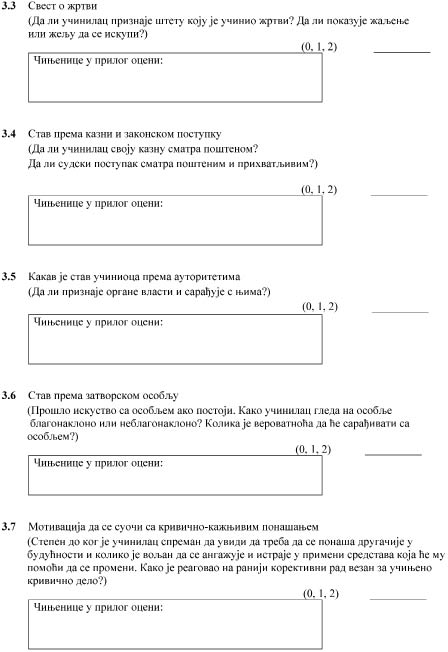 3.3 Свест о жртви
(Да ли учинилац признаје штету коју је учинио жртви? Да ли показује жаљење
или жељу да се искупи?)
(0, 1, 2) ________
Чињенице у прилог оцени:
3.4 Став према казни и законском поступку
(Да ли учинилац своју казну сматра поштеном?
Да ли судски поступак сматра поштеним и прихватљивим?)
(0, 1, 2) ________
Чињенице у прилог оцени:
3.5 Какав је став учиниоца према ауторитетима
(Да ли признаје органе власти и сарађује с њима?)
(0, 1, 2) ________
Чињенице у прилог оцени:
3.6 Став према затворском особљу
(Прошло искуство са особљем ако постоји. Како учинилац гледа на особље
благонаклоно или неблагонаклоно? Колика је вероватноћа да ће сарађивати са
особљем?)
(0, 1, 2) ________
Чињенице у прилог оцени:
3.7 Мотивација да се суочи са кривично-кажњивим понашањем
(Степен до ког је учинилац спреман да увиди да треба да се понаша другачије у
будућности и колико је вољан да се ангажује и истраје у примени средстава која ће му
помоћи да се промени. Како је реаговао на ранији корективни рад везан за учињено
кривично дело?)
(0, 1, 2) ________
Чињенице у прилог оцени: